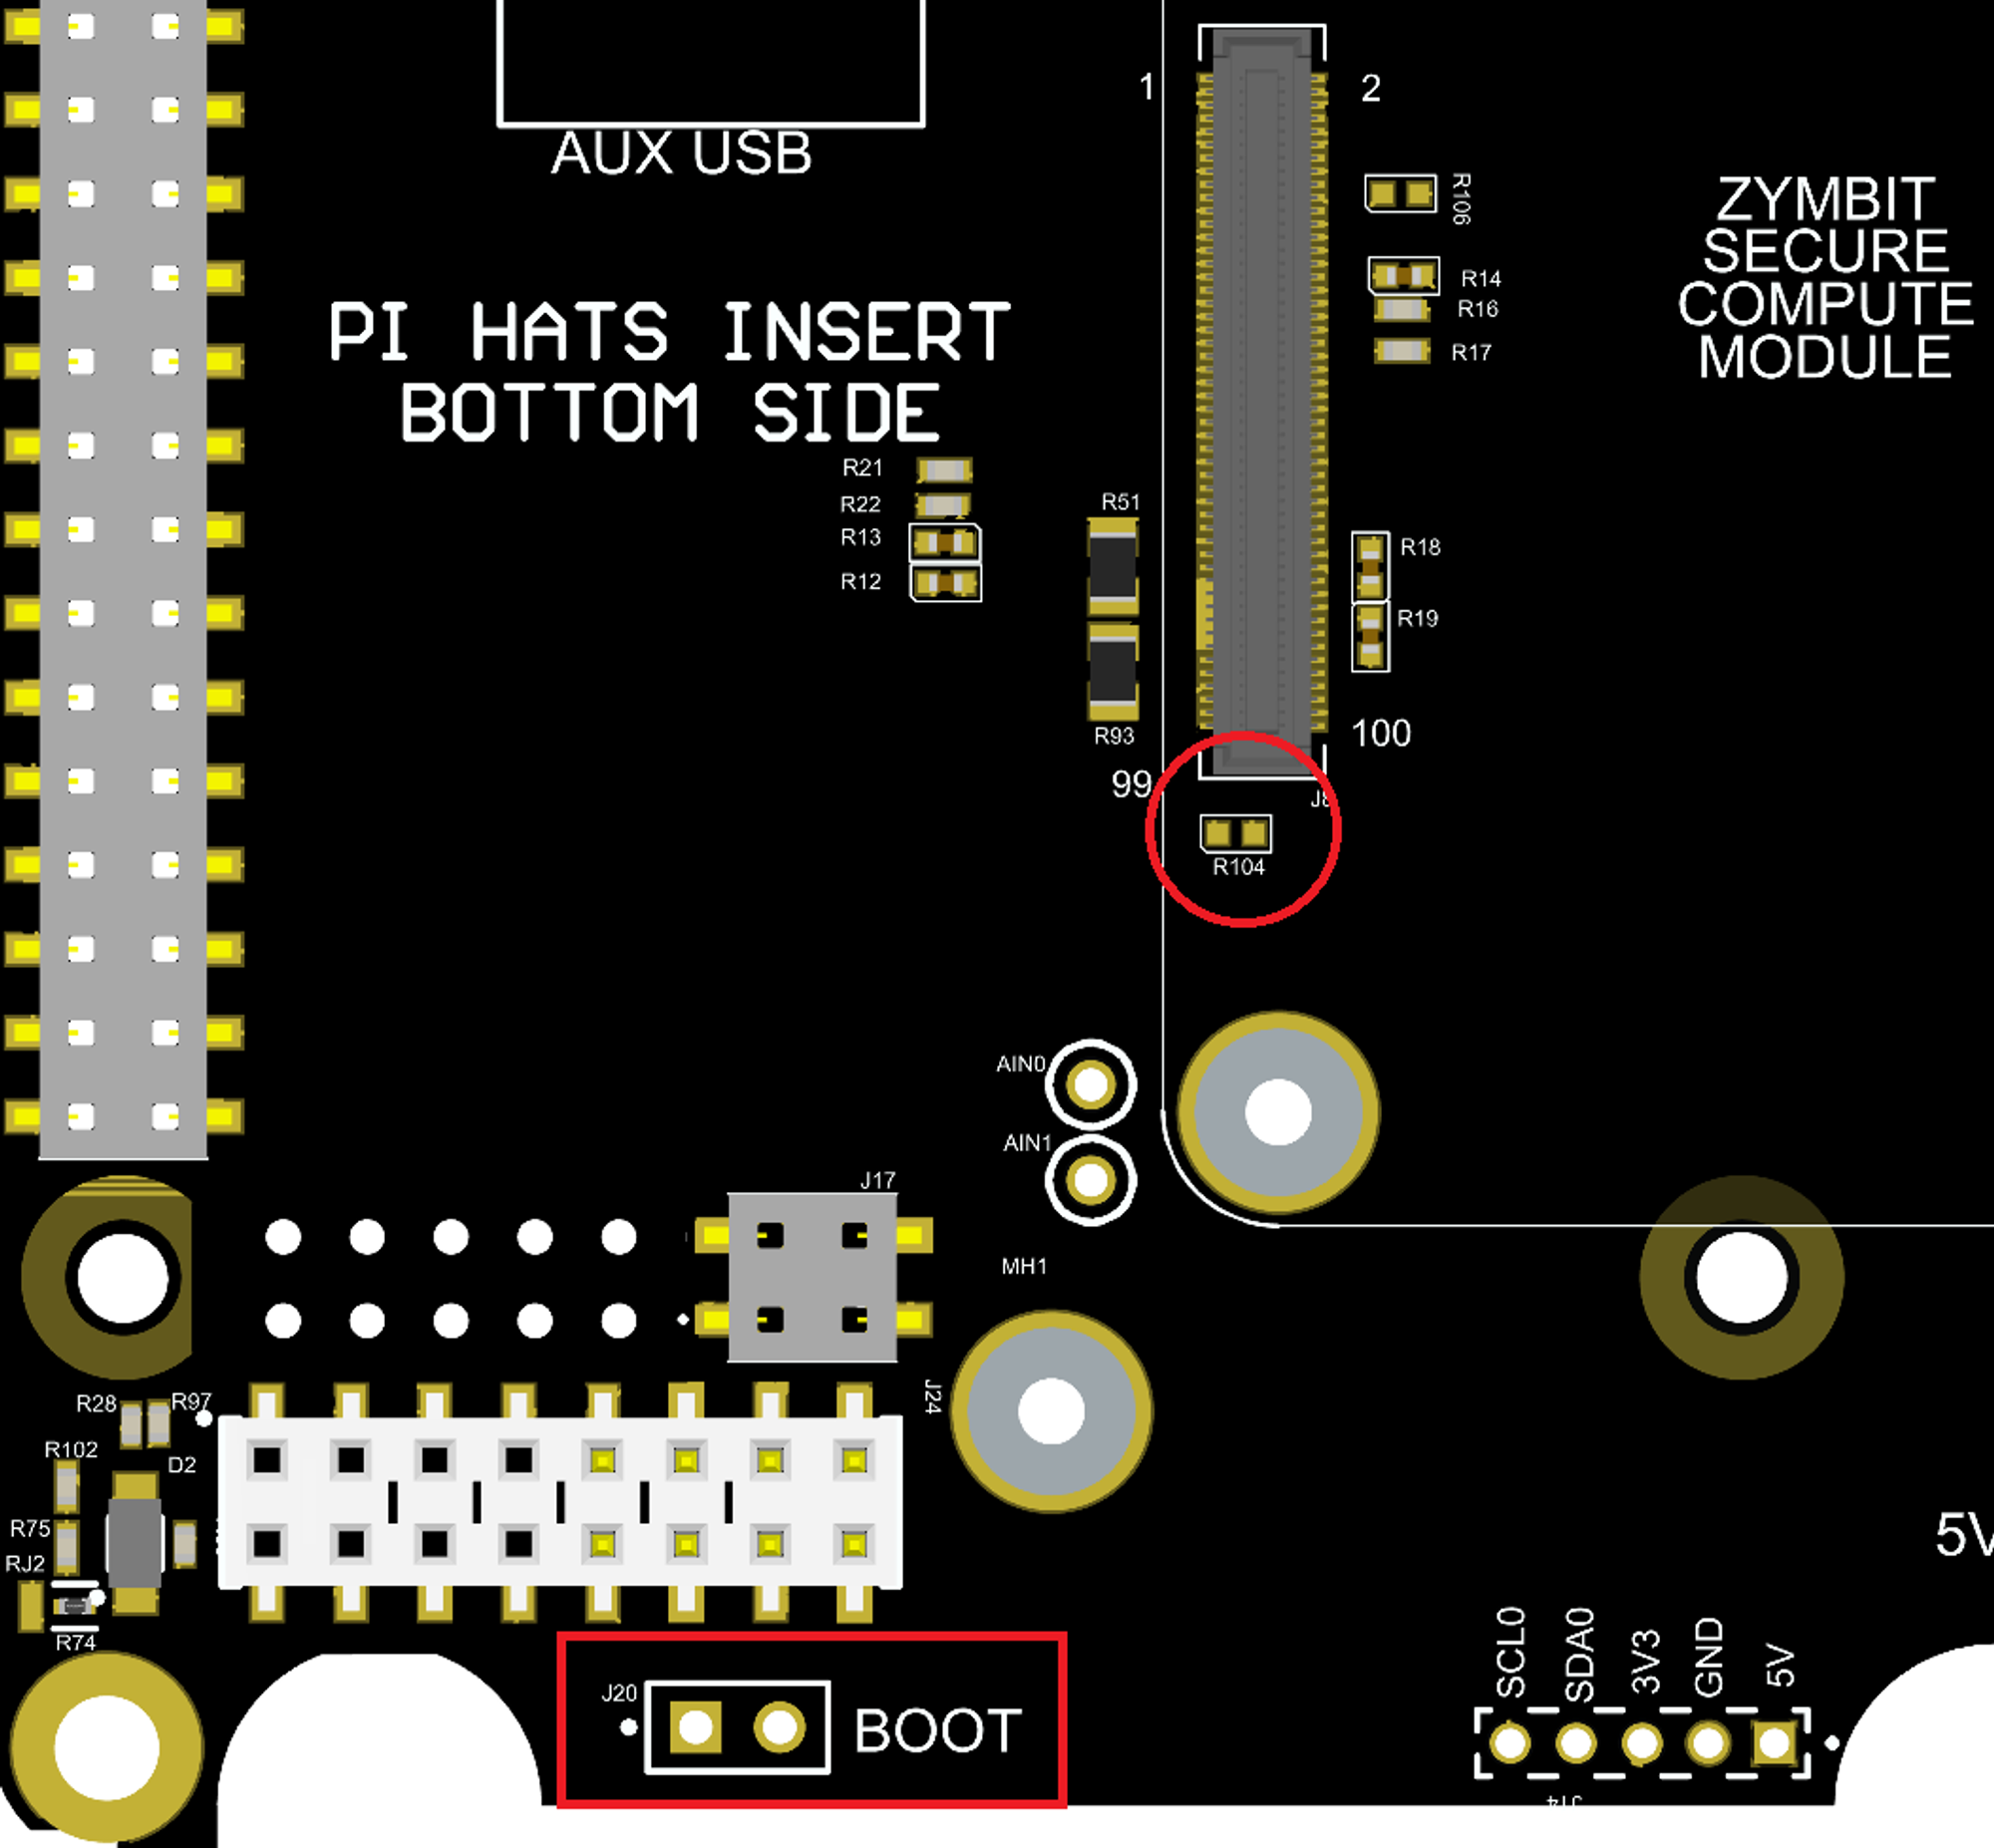 AUX USB
1
2
R106
ZYMBIT
SECURE
COMPUTE
MODULE
R14
R16
R17
PI HATS INSERT
BOTTOM SIDE
R21
R22
R13
R12
R51
R18
R19
R93
100
99
R104
AIN0
AIN1
J17
MH1
J24
R28
R97
R102
D2
R75
RJ2
R74
5V
SCL0
SDA0
3V3
GND
5V
J20
BOOT